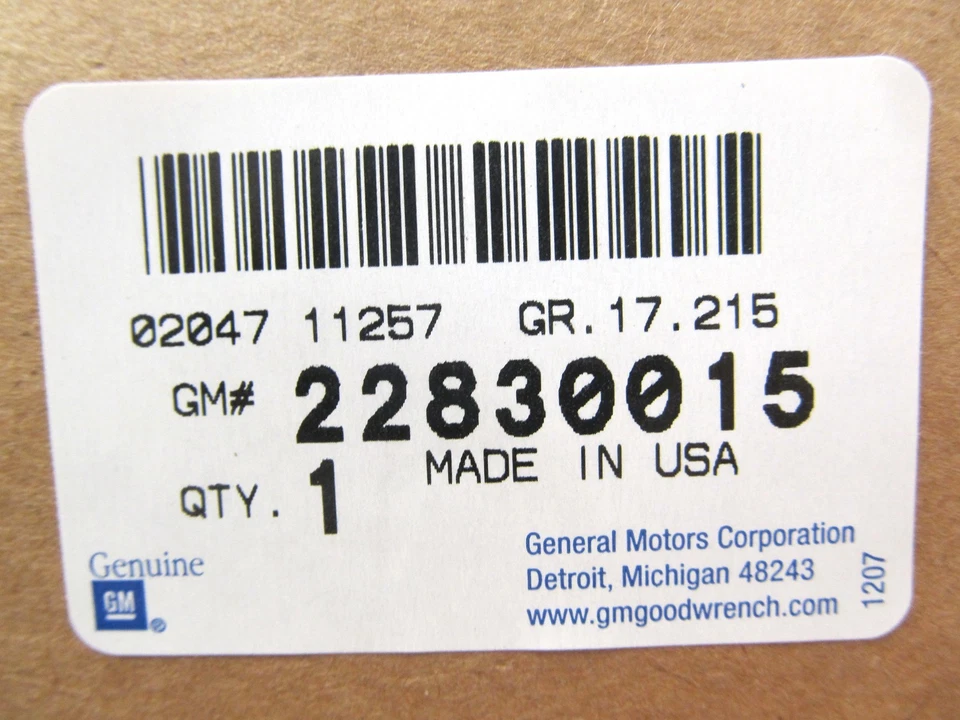 02047 11257 GR.17.215
GM# 22830015
QTY. 1 MADE IN USA
Genuine
GM
General Motors Corporation
Detroit, Michigan 48243
www.gmgoodwrench.com
1207